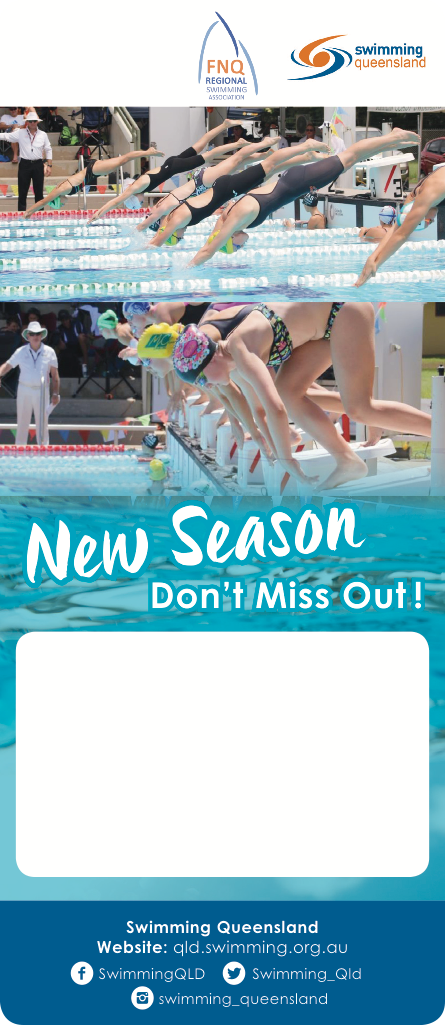 FNQ
REGIONAL
SWIMMING
ASSOCIATION
swimming
queensland
New Season
Don't Miss Out!
Swimming Queensland
Website: qld.swimming.org.au
SwimmingQLD Swimming_Qld
swimming_queensland